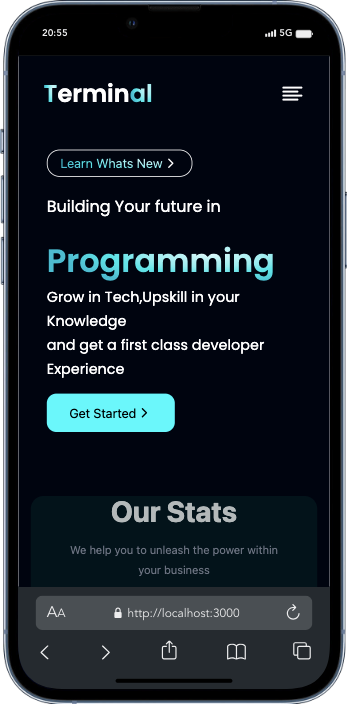 20:55
5G
Terminal
Learn Whats New
Building Your future in
Programming
Grow in Tech,Upskill in your
Knowledge
and get a first class developer
Experience
Get Started
Our Stats
We help you to unleash the power within
your business
AA
http://localhost:3000